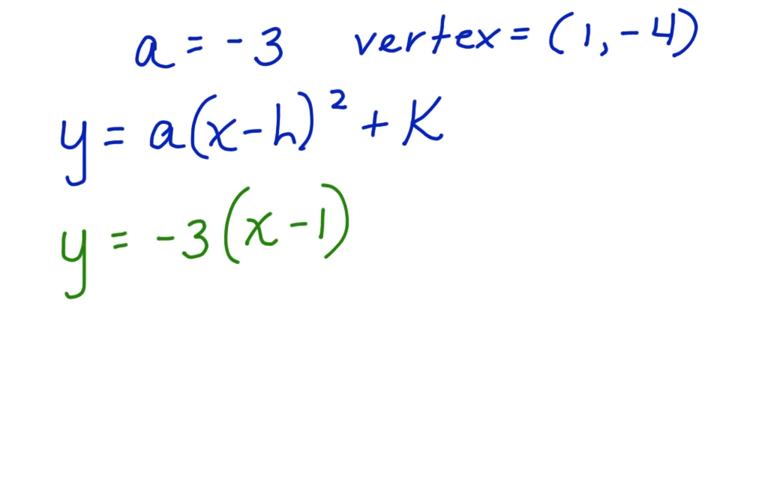 a = -3 vertex = (1, -4)
y = a(x-h)² + K
y = -3(x-1)